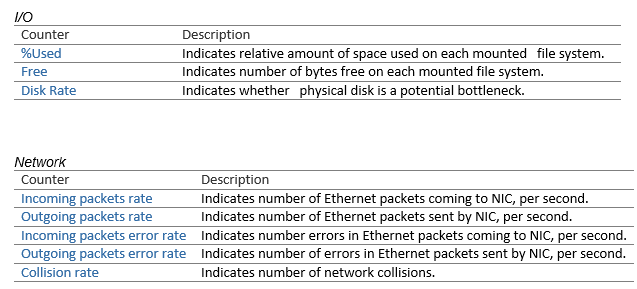 I/O
Counter Description
%Used Indicates relative amount of space used on each mounted file system.
Free Indicates number of bytes free on each mounted file system.
Disk Rate Indicates whether physical disk is a potential bottleneck.
Network
Counter Description
Incoming packets rate Indicates number of Ethernet packets coming to NIC, per second.
Outgoing packets rate Indicates number of Ethernet packets sent by NIC, per second.
Incoming packets error rate Indicates number errors in Ethernet packets coming to NIC, per second.
Outgoing packets error rate Indicates number of errors in Ethernet packets sent by NIC, per second.
Collision rate Indicates number of network collisions.